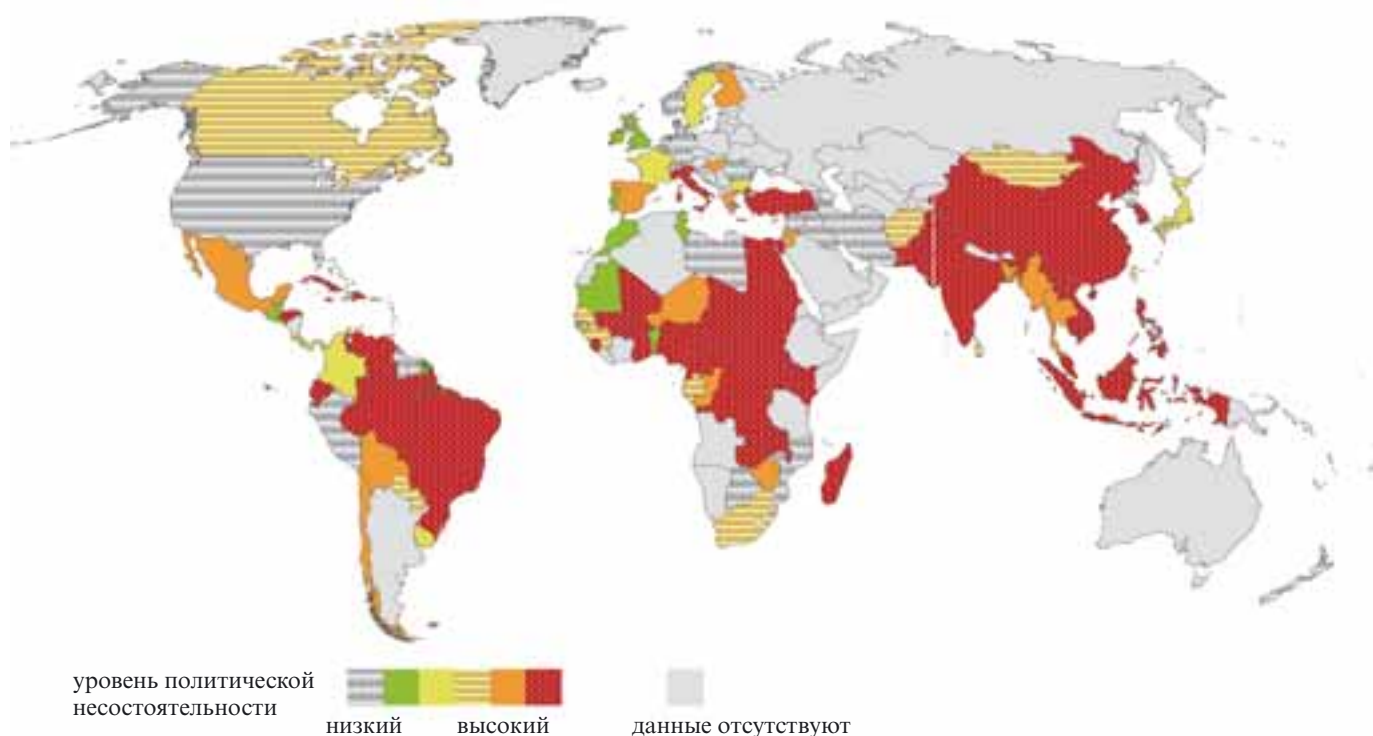 уровень политической
несостоятельности
низкий высокий данные отсутствуют